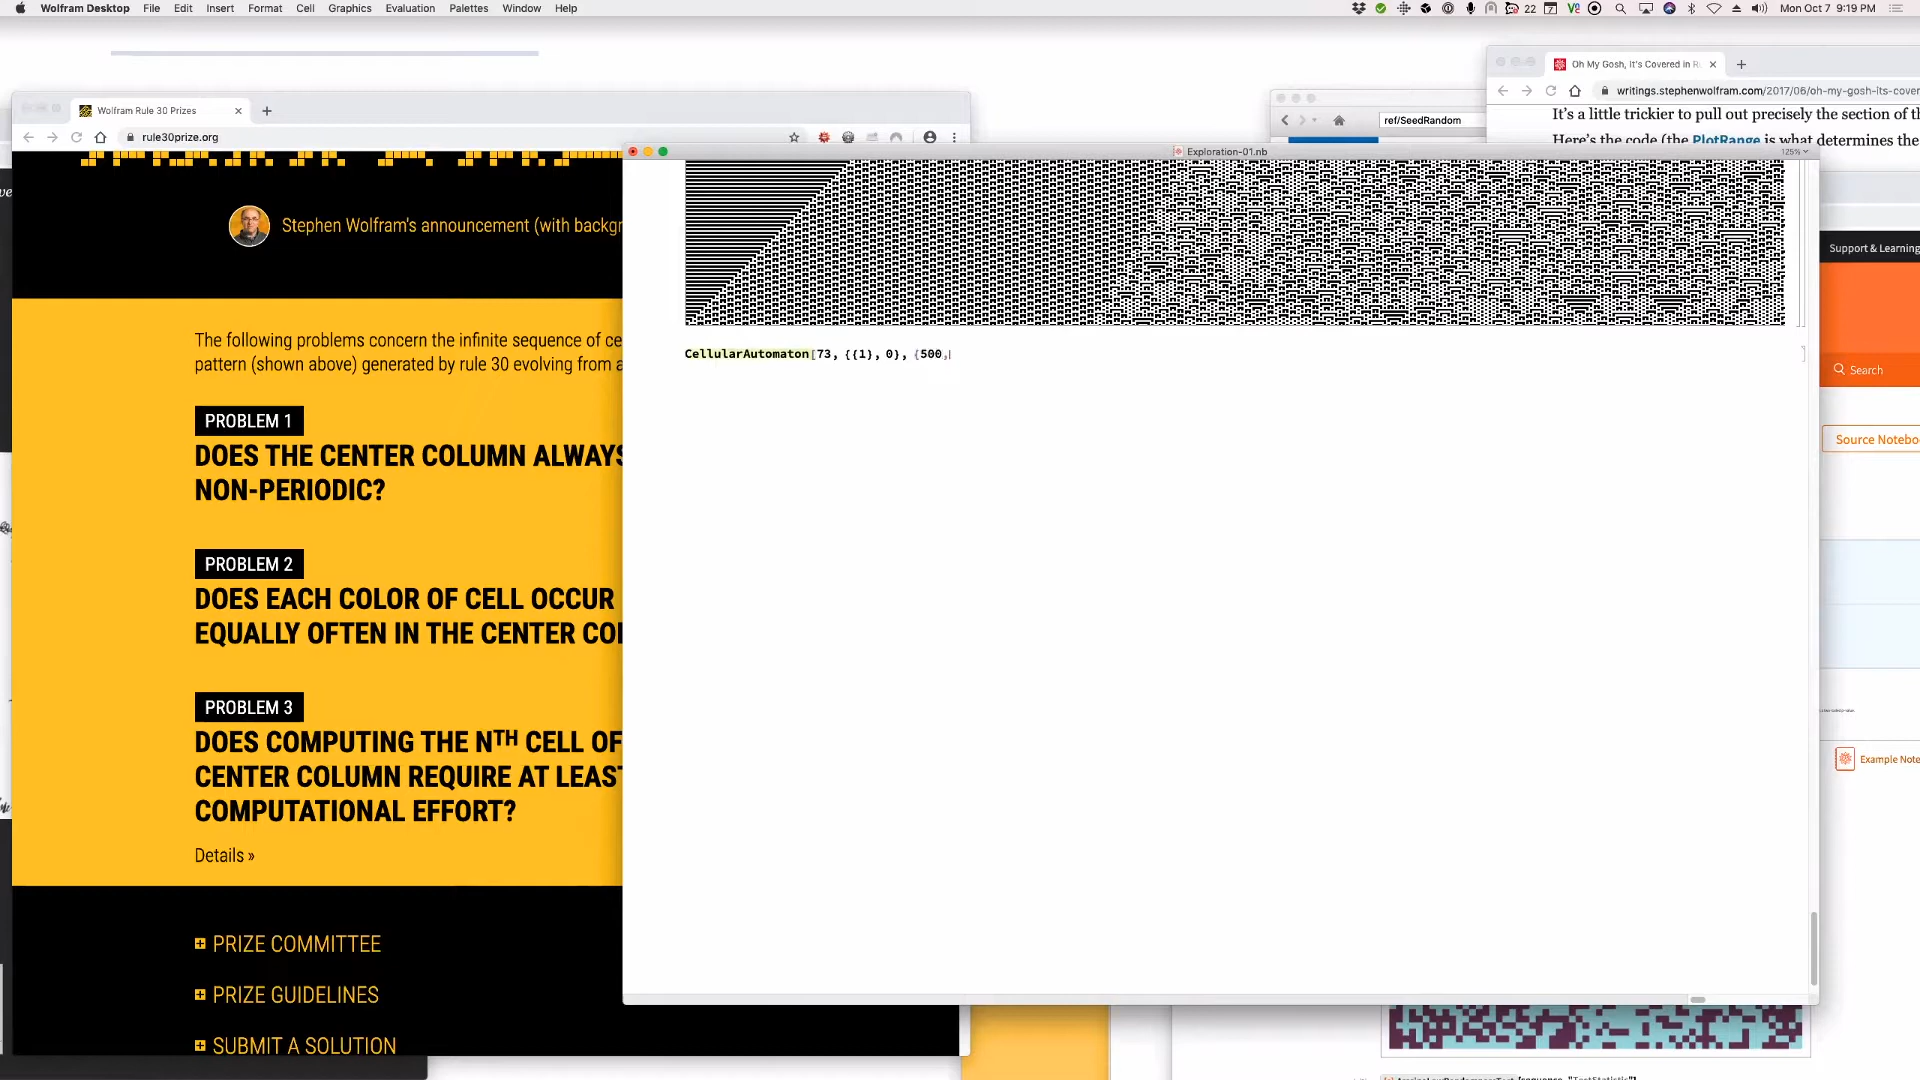 Wolfram Desktop File Edit Insert Format Cell Graphics Evaluation Palettes Window Help
22 Mon Oct 7 9:19 PM
Oh My Gosh, It's Covered in
writings.stephenwolfram.com/2017/06/oh-my-gosh-its-cover
It's a little trickier to pull out precisely the section of
Here's the code (the PlotRange is what determines the
ref/SeedRandom
Wolfram Rule 30 Prizes
rule30prize.org
Stephen Wolfram's announcement (with backgr
The following problems concern the infinite sequence of ce
pattern (shown above) generated by rule 30 evolving from a
PROBLEM 1
DOES THE CENTER COLUMN ALWAYS
NON-PERIODIC?
PROBLEM 2
DOES EACH COLOR OF CELL OCCUR
EQUALLY OFTEN IN THE CENTER CO
PROBLEM 3
DOES COMPUTING THE NTH CELL OF
CENTER COLUMN REQUIRE AT LEAST
COMPUTATIONAL EFFORT?
Details »
PRIZE COMMITTEE
PRIZE GUIDELINES
SUBMIT A SOLUTION
Exploration-01.nb
125%
CellularAutomaton[73, {{1}, 0}, {500,
Support & Learning
Search
Source Notebo
Example Note